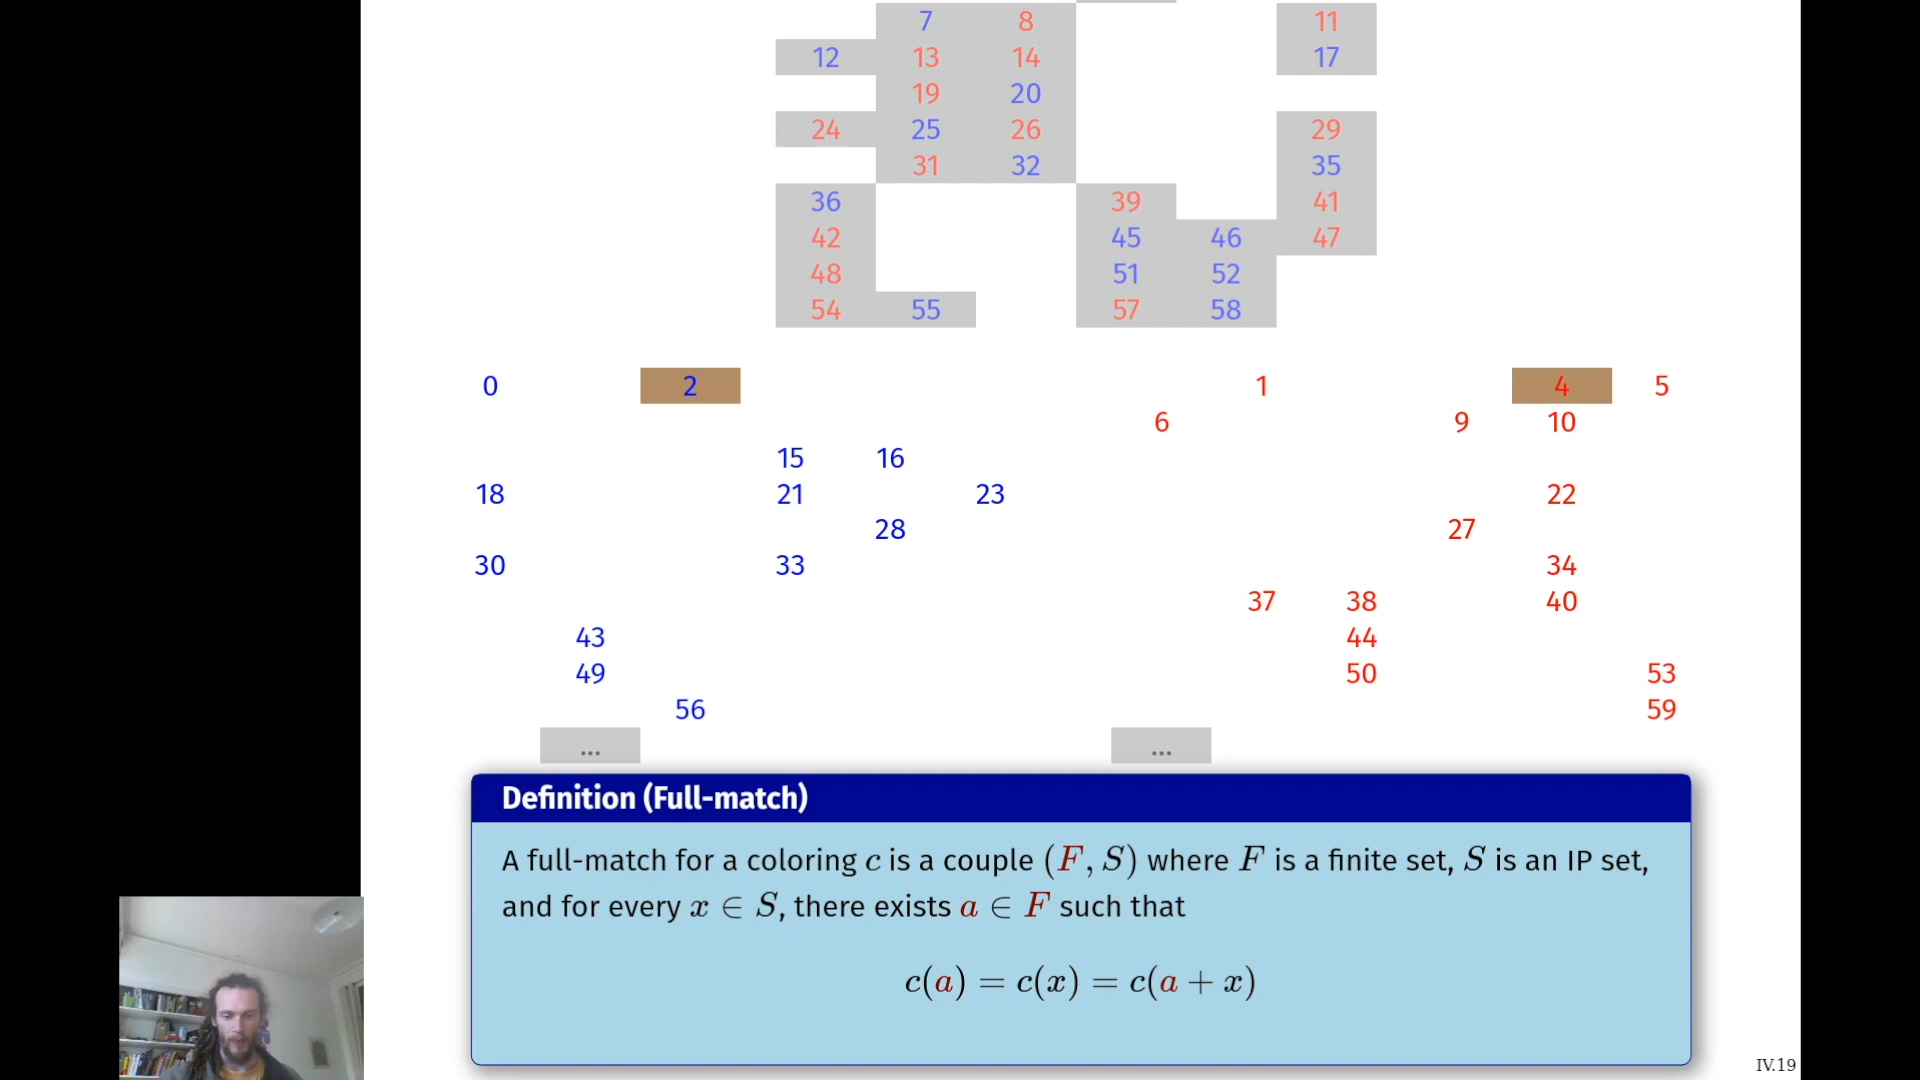 7 8 11
12 13 14 17
19 20
24 25 26 29
31 32 35
36 39 41
42 45 46 47
48 51 52
54 55 57 58
0 2 1 4 5
6 9 10
15 16
18 21 23 22
28 27
30 33 34
37 38 40
43 44
49 50 53
56 59
... ...
Definition (Full-match)
A full-match for a coloring c is a couple (F, S) where F is a finite set, S is an IP set,
and for every x ∈ S, there exists a ∈ F such that
c(a) = c(x) = c(a + x)
IV.19